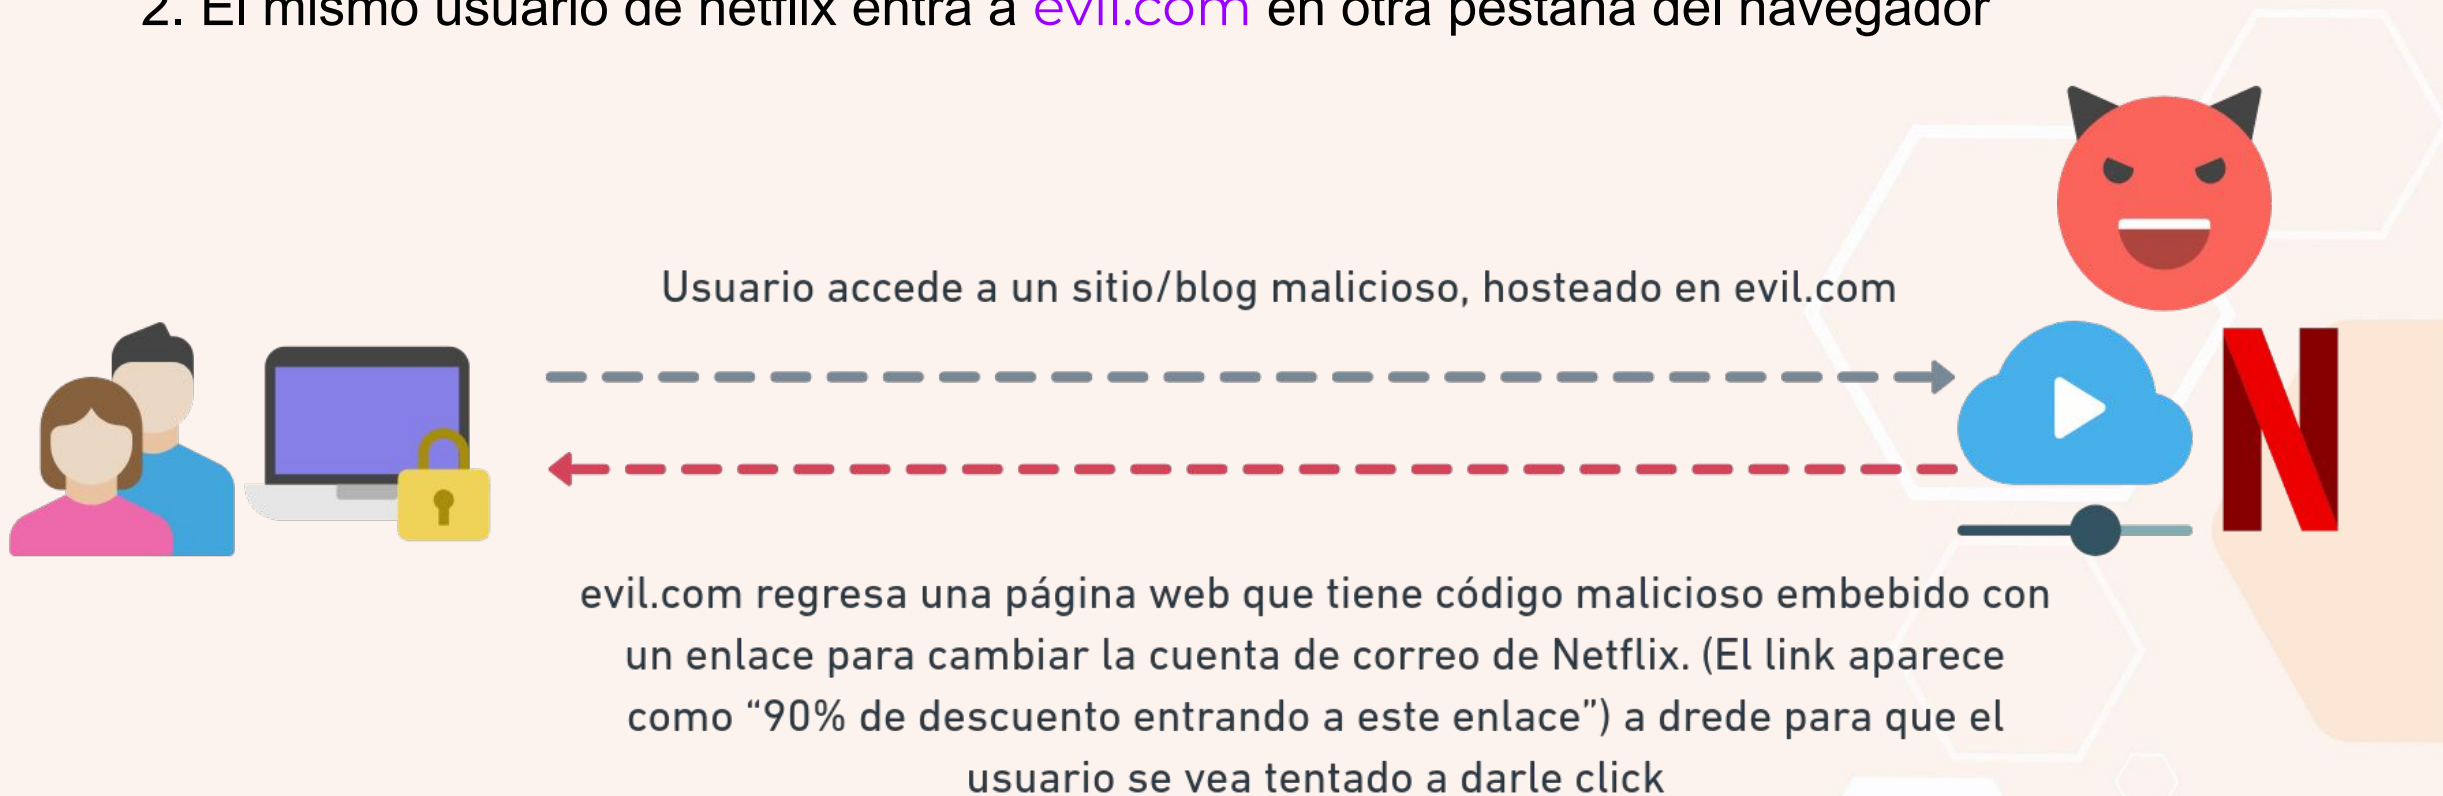 2. El mismo usuario de netflix entra a evil.com en otra pestaña del navegador
Usuario accede a un sitio/blog malicioso, hosteado en evil.com
N
evil.com regresa una página web que tiene código malicioso embebido con
un enlace para cambiar la cuenta de correo de Netflix. (El link aparece
como “90% de descuento entrando a este enlace”) a drede para que el
usuario se vea tentado a darle click